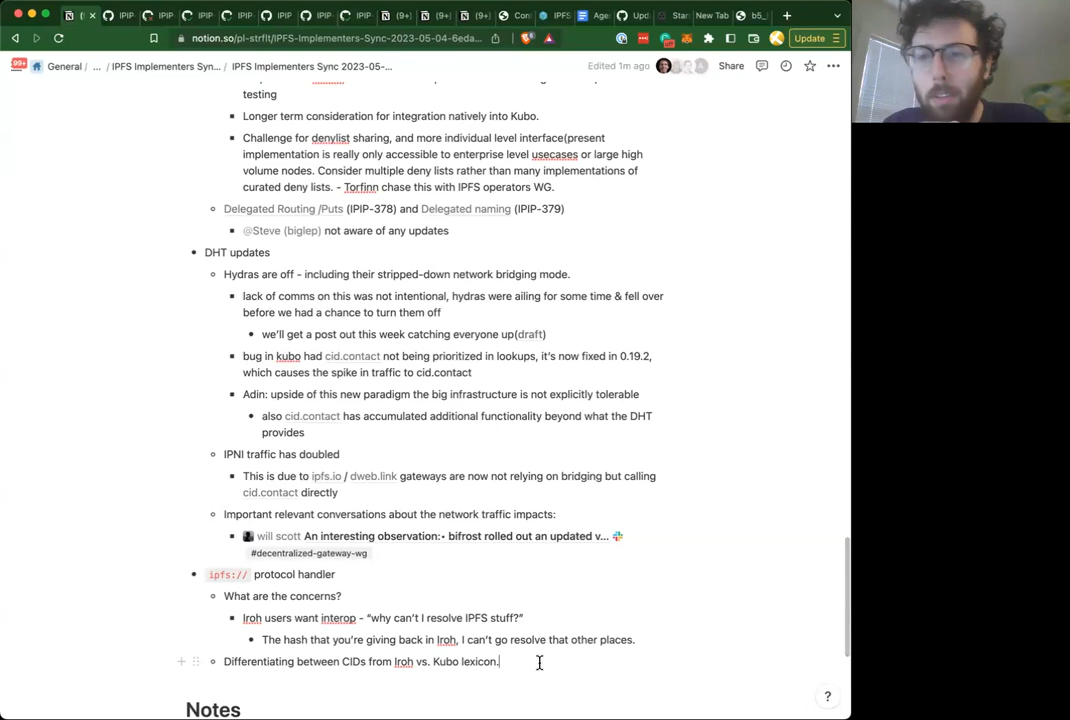 IPIP-
IPIP
IPIP
IPIP
IPIP
IPIP
(9+)
(9+)
(9+)
Con
IPFS
Age
Upd
Star
New Tab
b5_
notion.so/pl-strflt/IPFS-Implementers-Sync-2023-05-04-6eda...
Update
99+
General / ... / IPFS Implementers Syn... / IPFS Implementers Sync 2023-05-...
Edited 1m ago
Share
testing
Longer term consideration for integration natively into Kubo.
Challenge for denylist sharing, and more individual level interface(present
implementation is really only accessible to enterprise level usecases or large high
volume nodes. Consider multiple deny lists rather than many implementations of
curated deny lists. - Torfinn chase this with IPFS operators WG.
Delegated Routing /Puts (IPIP-378) and Delegated naming (IPIP-379)
@Steve (biglep) not aware of any updates
DHT updates
Hydras are off - including their stripped-down network bridging mode.
lack of comms on this was not intentional, hydras were ailing for some time & fell over
before we had a chance to turn them off
we'll get a post out this week catching everyone up(draft)
bug in kubo had cid.contact not being prioritized in lookups, it's now fixed in 0.19.2,
which causes the spike in traffic to cid.contact
Adin: upside of this new paradigm the big infrastructure is not explicitly tolerable
also cid.contact has accumulated additional functionality beyond what the DHT
provides
IPNI traffic has doubled
This is due to ipfs.io / dweb.link gateways are now not relying on bridging but calling
cid.contact directly
Important relevant conversations about the network traffic impacts:
will scott An interesting observation:• bifrost rolled out an updated v...
#decentralized-gateway-wg
ipfs:// protocol handler
What are the concerns?
Iroh users want interop - “why can't I resolve IPFS stuff?”
The hash that you're giving back in Iroh, I can't go resolve that other places.
Differentiating between CIDs from Iroh vs. Kubo lexicon.
Notes
?